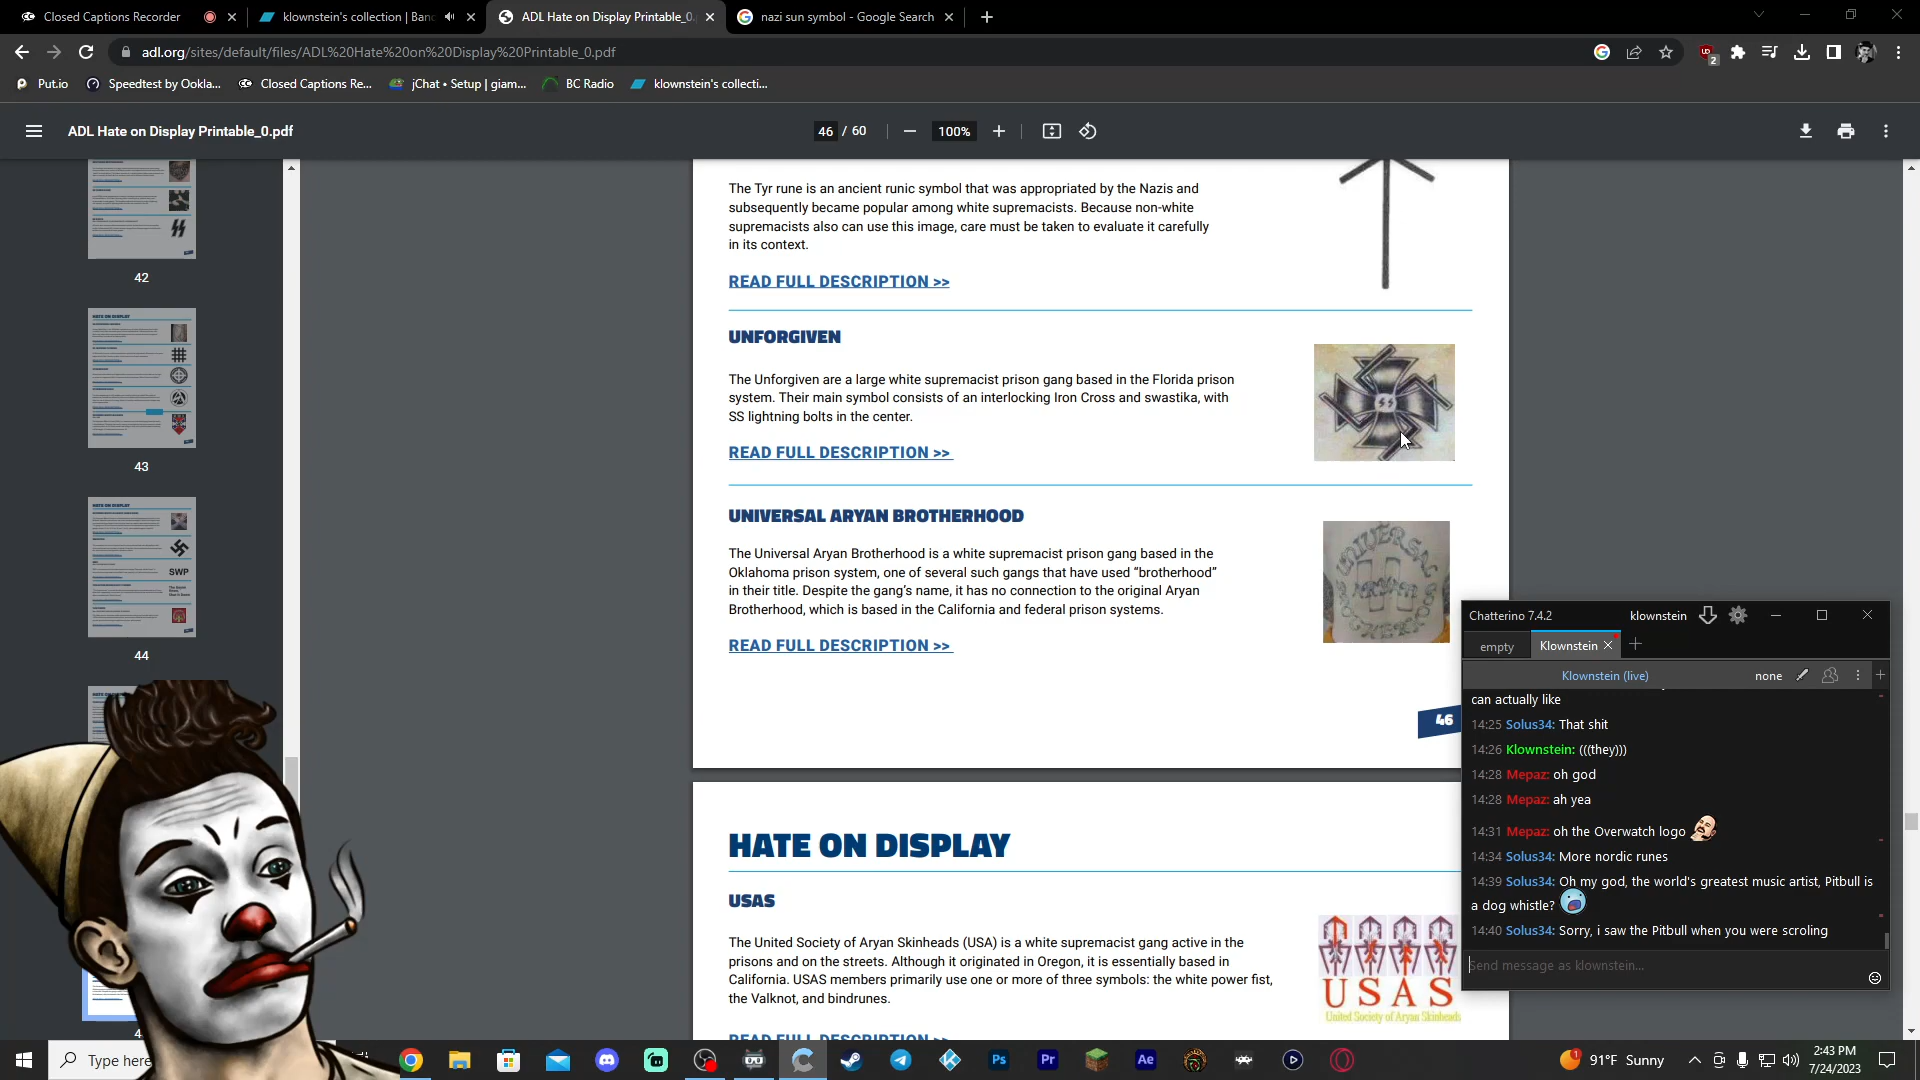 Closed Captions Recorder
klownstein's collection | Banc
ADL Hate on Display Printable_0.
nazi sun symbol - Google Search
adl.org/sites/default/files/ADL%20Hate%20on%20Display%20Printable_0.pdf
2
Put.io
Speedtest by Ookla...
Closed Captions Re...
jChat • Setup | giam...
BC Radio
klownstein's collecti...
ADL Hate on Display Printable_0.pdf
46 / 60
100%
42
43
SWP
44
The Tyr rune is an ancient runic symbol that was appropriated by the Nazis and
subsequently became popular among white supremacists. Because non-white
supremacists also can use this image, care must be taken to evaluate it carefully
in its context.
READ FULL DESCRIPTION >>
UNFORGIVEN
The Unforgiven are a large white supremacist prison gang based in the Florida prison
system. Their main symbol consists of an interlocking Iron Cross and swastika, with
SS lightning bolts in the center.
READ FULL DESCRIPTION >>
UNIVERSAL ARYAN BROTHERHOOD
The Universal Aryan Brotherhood is a white supremacist prison gang based in the
Oklahoma prison system, one of several such gangs that have used “brotherhood”
in their title. Despite the gang's name, it has no connection to the original Aryan
Brotherhood, which is based in the California and federal prison systems.
READ FULL DESCRIPTION >>
UNIVERSAL
ARYAN
46
HATE ON DISPLAY
USAS
The United Society of Aryan Skinheads (USA) is a white supremacist gang active in the
prisons and on the streets. Although it originated in Oregon, it is essentially based in
California. USAS members primarily use one or more of three symbols: the white power fist,
the Valknot, and bindrunes.
READ FULL DESCRIPTION >>
USAS
United Society of Aryan Skinheads
Chatterino 7.4.2
klownstein
empty
Klownstein
Klownstein (live)
none
can actually like
14:25 Solus34: That shit
14:26 Klownstein: (((they)))
14:28 Mepaz: oh god
14:28 Mepaz: ah yea
14:31 Mepaz: oh the Overwatch logo
14:34 Solus34: More nordic runes
14:39 Solus34: Oh my god, the world's greatest music artist, Pitbull is
a dog whistle?
14:40 Solus34: Sorry, i saw the Pitbull when you were scroling
Send message as klownstein...
Type here
Ps
Pr
Ae
1
91°F Sunny
2:43 PM
7/24/2023